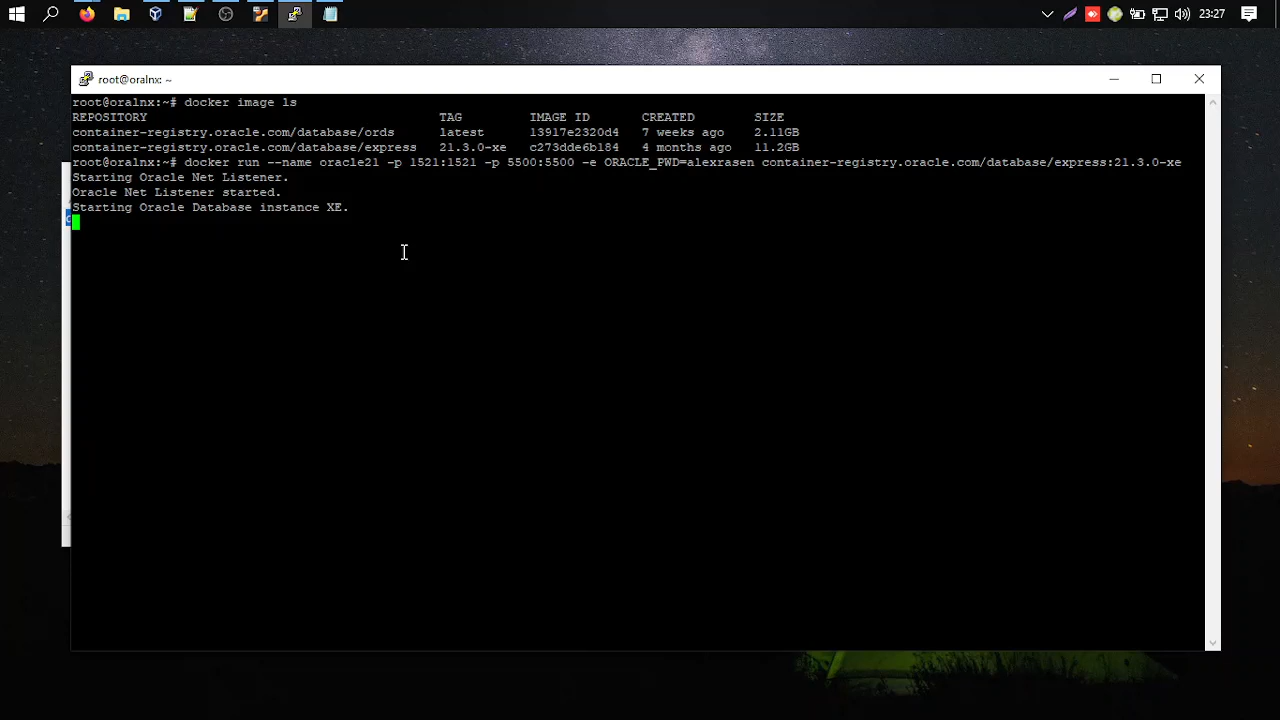 23:27
root@oralnx: ~
root@oralnx:~# docker image ls
REPOSITORY TAG IMAGE ID CREATED SIZE
container-registry.oracle.com/database/ords latest 13917e2320d4 7 weeks ago 2.11GB
container-registry.oracle.com/database/express 21.3.0-xe c273dde6b184 4 months ago 11.2GB
root@oralnx:~# docker run --name oracle21 -p 1521:1521 -p 5500:5500 -e ORACLE_PWD=alexrasen container-registry.oracle.com/database/express:21.3.0-xe
Starting Oracle Net Listener.
Oracle Net Listener started.
Starting Oracle Database instance XE.